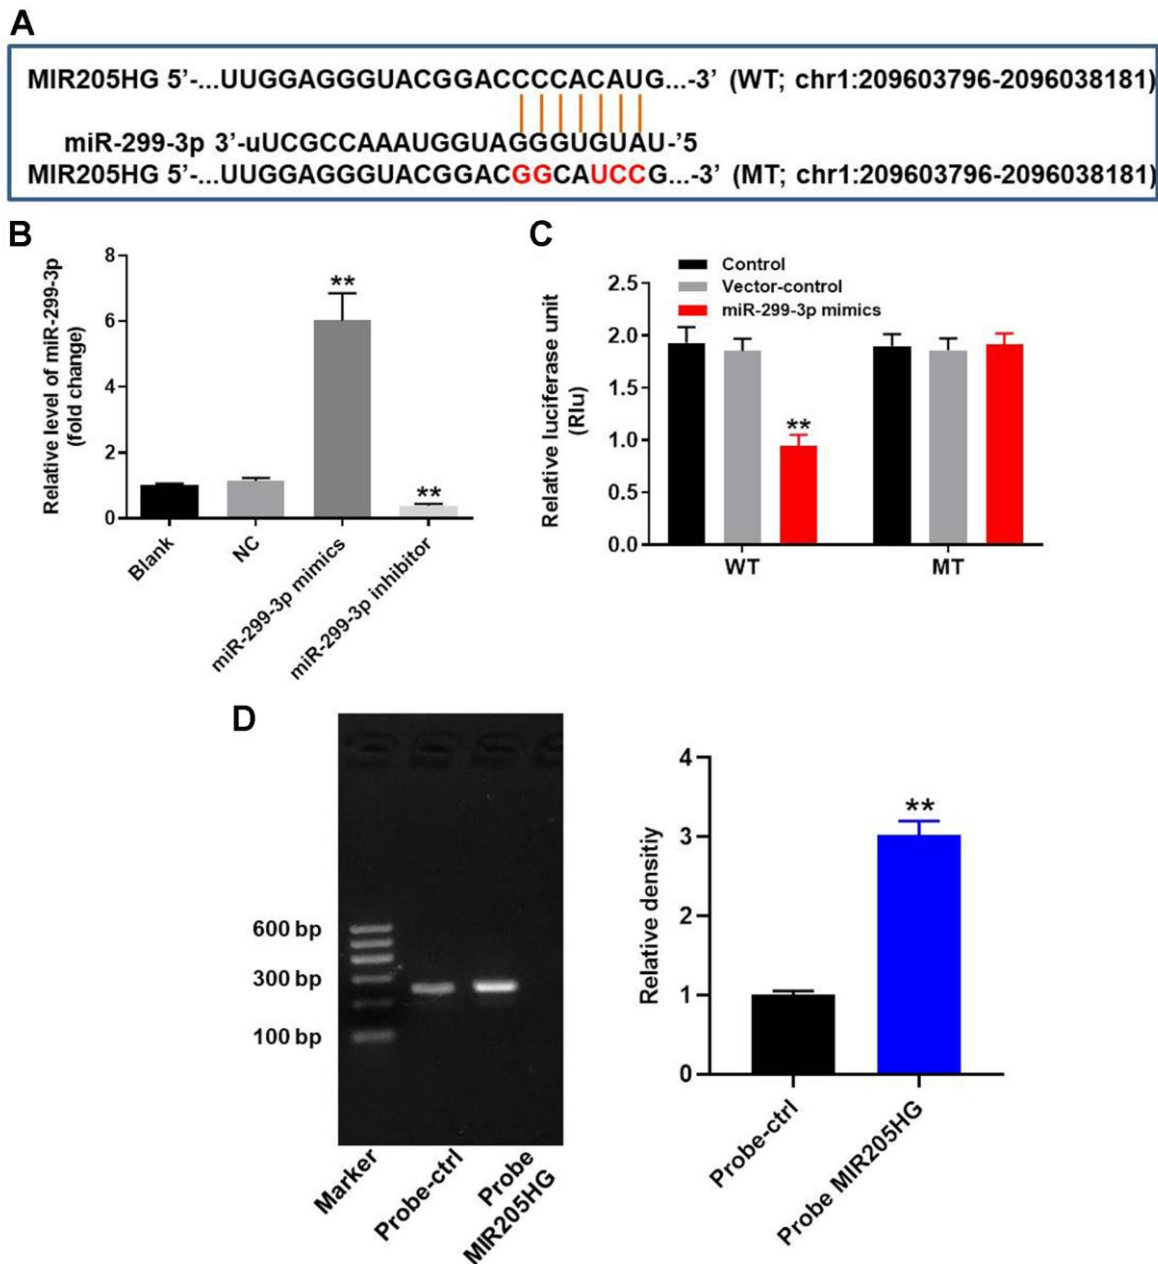 A
MIR205HG 5’-...UUGGAGGGUACGGACCCCACAUG...-3’ (WT; chr1:209603796-2096038181)
miR-299-3p 3’-uUCGCCAAAUGGUAGGGUGUAU-’5
MIR205HG 5’-...UUGGAGGGUACGGACGGCAUCCG...-3’ (MT; chr1:209603796-2096038181)
B
Relative level of miR-299-3p
(fold change)
8
6
4
2
0
**
**
Blank
NC
miR-299-3p mimics
miR-299-3p inhibitor
C
Control
Vector-control
miR-299-3p mimics
Relative luciferase unit
(Rlu)
2.5
2.0
1.5
1.0
0.5
0.0
**
WT
MT
D
600 bp
300 bp
100 bp
Marker
Probe-ctrl
Probe
MIR205HG
Relative densitiy
4
3
2
1
0
**
Probe-ctrl
Probe MIR205HG